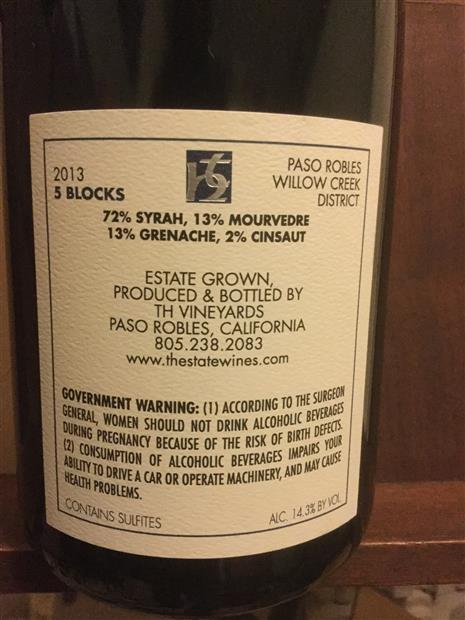 2013
5 BLOCKS
PASO ROBLES
WILLOW CREEK
DISTRICT
72% SYRAH, 13% MOURVEDRE
13% GRENACHE, 2% CINSAUT
ESTATE GROWN,
PRODUCED & BOTTLED BY
TH VINEYARDS
PASO ROBLES, CALIFORNIA
805.238.2083
www.thestatewines.com
GOVERNMENT WARNING: (1) ACCORDING TO THE SURGEON
GENERAL, WOMEN SHOULD NOT DRINK ALCOHOLIC BEVERAGES
DURING PREGNANCY BECAUSE OF THE RISK OF BIRTH DEFECTS.
(2) CONSUMPTION OF ALCOHOLIC BEVERAGES IMPAIRS YOUR
ABILITY TO DRIVE A CAR OR OPERATE MACHINERY, AND MAY CAUSE
HEALTH PROBLEMS.
CONTAINS SULFITES
ALC. 14.3% BY VOL.